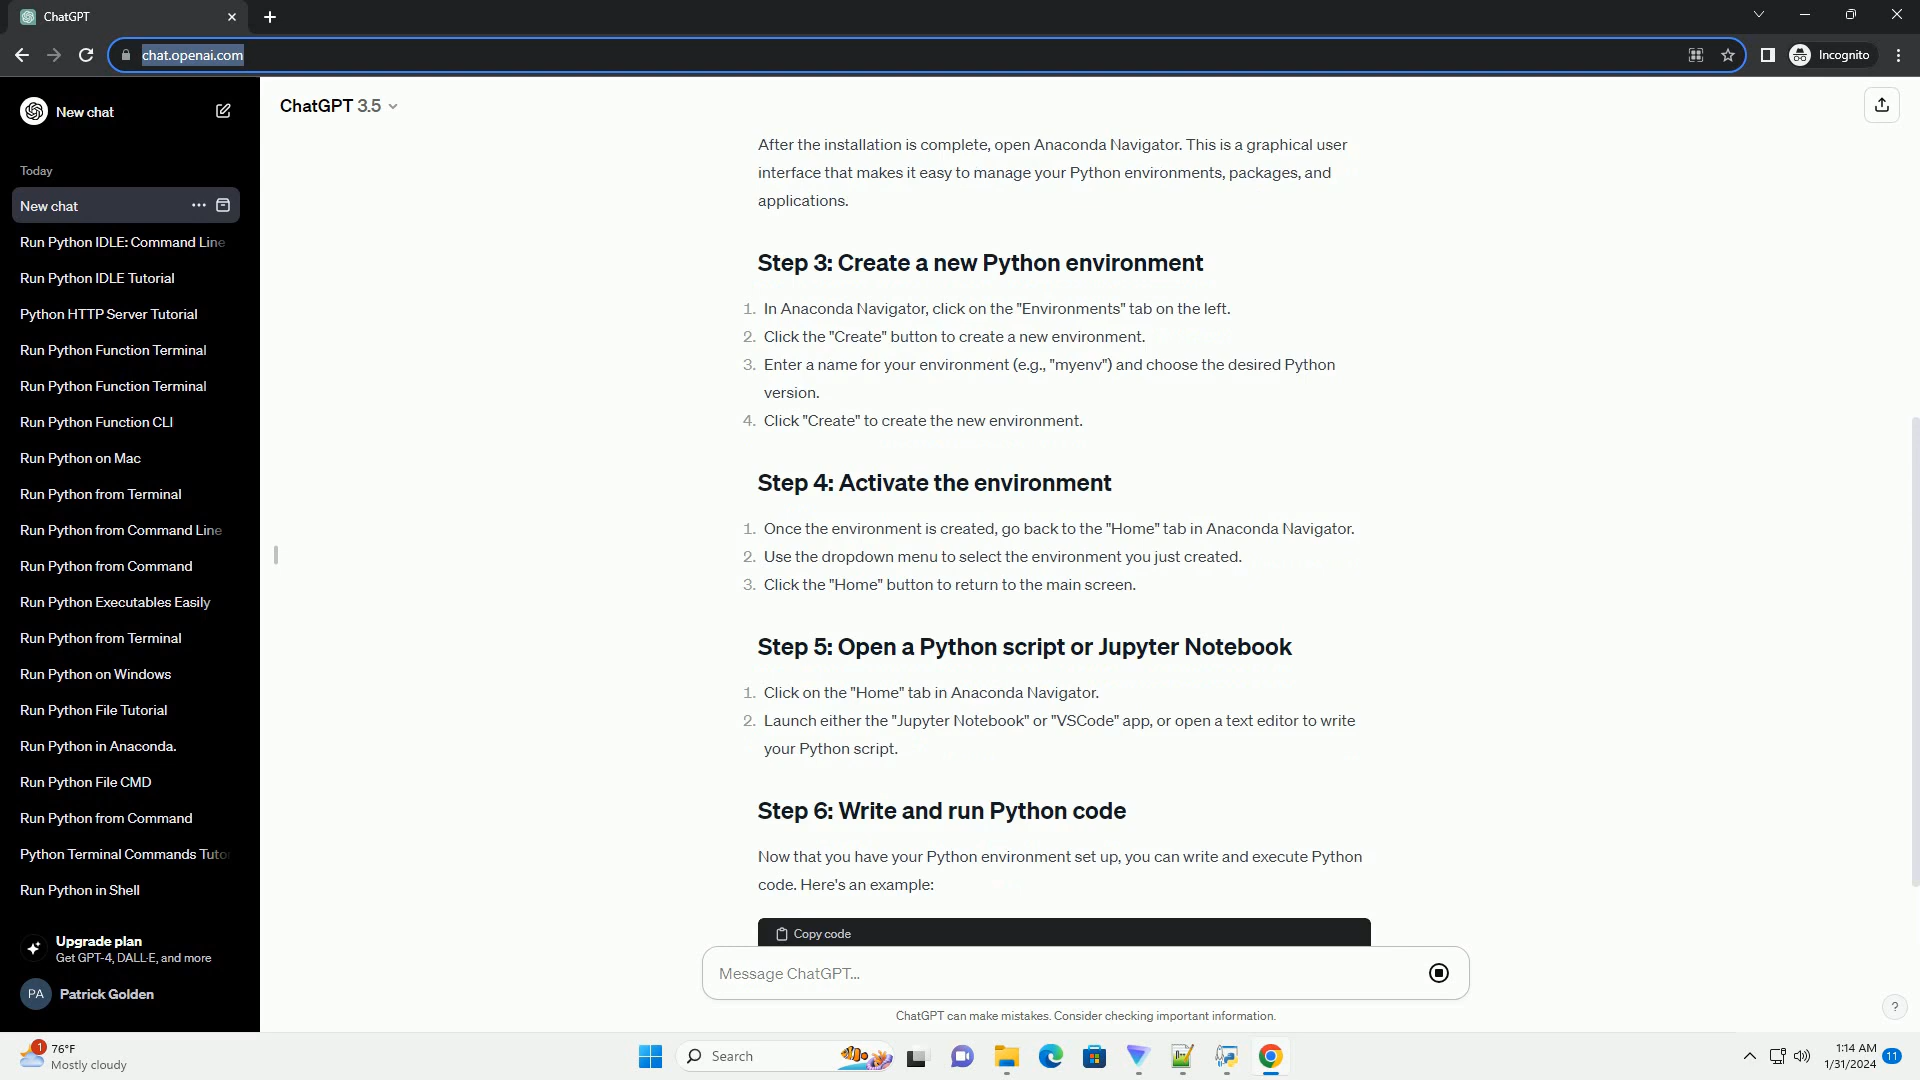 ChatGPT
chat.openai.com
Incognito
New chat
ChatGPT 3.5
Today
New chat
Run Python IDLE: Command Line
Run Python IDLE Tutorial
Python HTTP Server Tutorial
Run Python Function Terminal
Run Python Function Terminal
Run Python Function CLI
Run Python on Mac
Run Python from Terminal
Run Python from Command Line
Run Python from Command
Run Python Executables Easily
Run Python from Terminal
Run Python on Windows
Run Python File Tutorial
Run Python in Anaconda.
Run Python File CMD
Run Python from Command
Python Terminal Commands Tuto
Run Python in Shell
Upgrade plan
Get GPT-4, DALL·E, and more
PA
Patrick Golden
After the installation is complete, open Anaconda Navigator. This is a graphical user
interface that makes it easy to manage your Python environments, packages, and
applications.
Step 3: Create a new Python environment
1. In Anaconda Navigator, click on the "Environments" tab on the left.
2. Click the "Create" button to create a new environment.
3. Enter a name for your environment (e.g., "myenv") and choose the desired Python
version.
4. Click "Create" to create the new environment.
Step 4: Activate the environment
1. Once the environment is created, go back to the "Home" tab in Anaconda Navigator.
2. Use the dropdown menu to select the environment you just created.
3. Click the "Home" button to return to the main screen.
Step 5: Open a Python script or Jupyter Notebook
1. Click on the "Home" tab in Anaconda Navigator.
2. Launch either the "Jupyter Notebook" or "VSCode" app, or open a text editor to write
your Python script.
Step 6: Write and run Python code
Now that you have your Python environment set up, you can write and execute Python
code. Here's an example:
Copy code
Message ChatGPT...
ChatGPT can make mistakes. Consider checking important information.
?
1
76°F
Mostly cloudy
Search
1:14 AM
1/31/2024
11